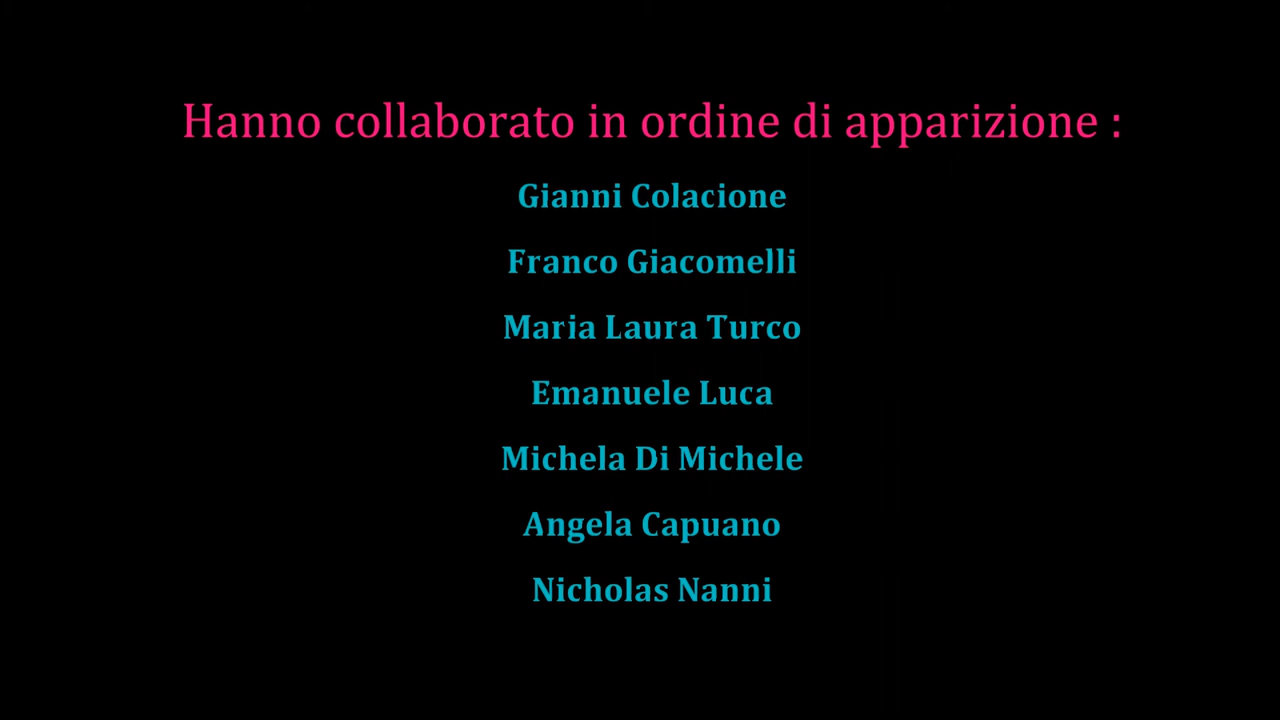 Hanno collaborato in ordine di apparizione :
Gianni Colacione
Franco Giacomelli
Maria Laura Turco
Emanuele Luca
Michela Di Michele
Angela Capuano
Nicholas Nanni